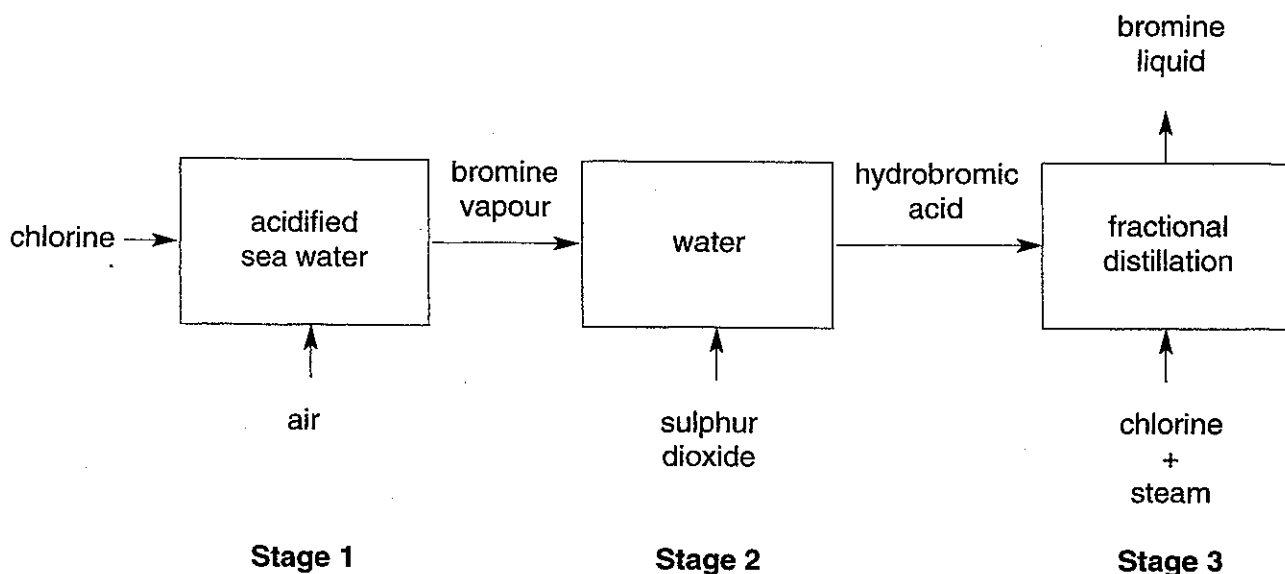 bromine
liquid
chlorine
acidified
sea water
bromine
vapour
water
hydrobromic
acid
fractional
distillation
air
sulphur
dioxide
chlorine
+
steam
Stage 1
Stage 2
Stage 3